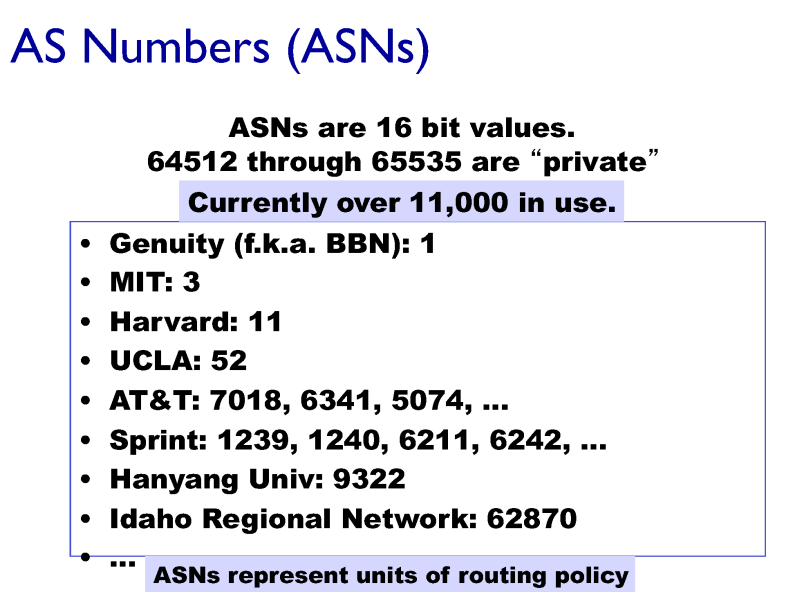 AS Numbers (ASNs)
ASNs are 16 bit values.
64512 through 65535 are “private”
Currently over 11,000 in use.
• Genuity (f.k.a. BBN): 1
• MIT: 3
• Harvard: 11
• UCLA: 52
• AT&T: 7018, 6341, 5074, …
• Sprint: 1239, 1240, 6211, 6242, …
• Hanyang Univ: 9322
• Idaho Regional Network: 62870
• …
ASNs represent units of routing policy